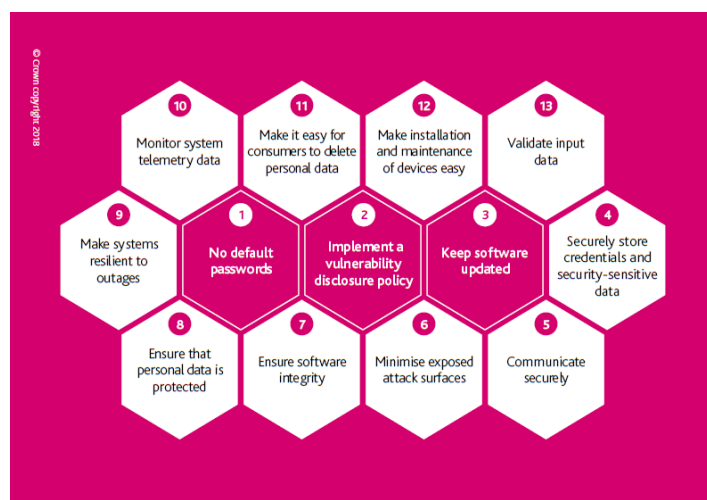 © Crown copyright 2018
10
Monitor system
telemetry data
11
Make it easy for
consumers to delete
personal data
12
Make installation
and maintenance
of devices easy
13
Validate input
data
9
Make systems
resilient to
outages
1
No default
passwords
2
Implement a
vulnerability
disclosure policy
3
Keep software
updated
4
Securely store
credentials and
security-sensitive
data
8
Ensure that
personal data is
protected
7
Ensure software
integrity
6
Minimise exposed
attack surfaces
5
Communicate
securely